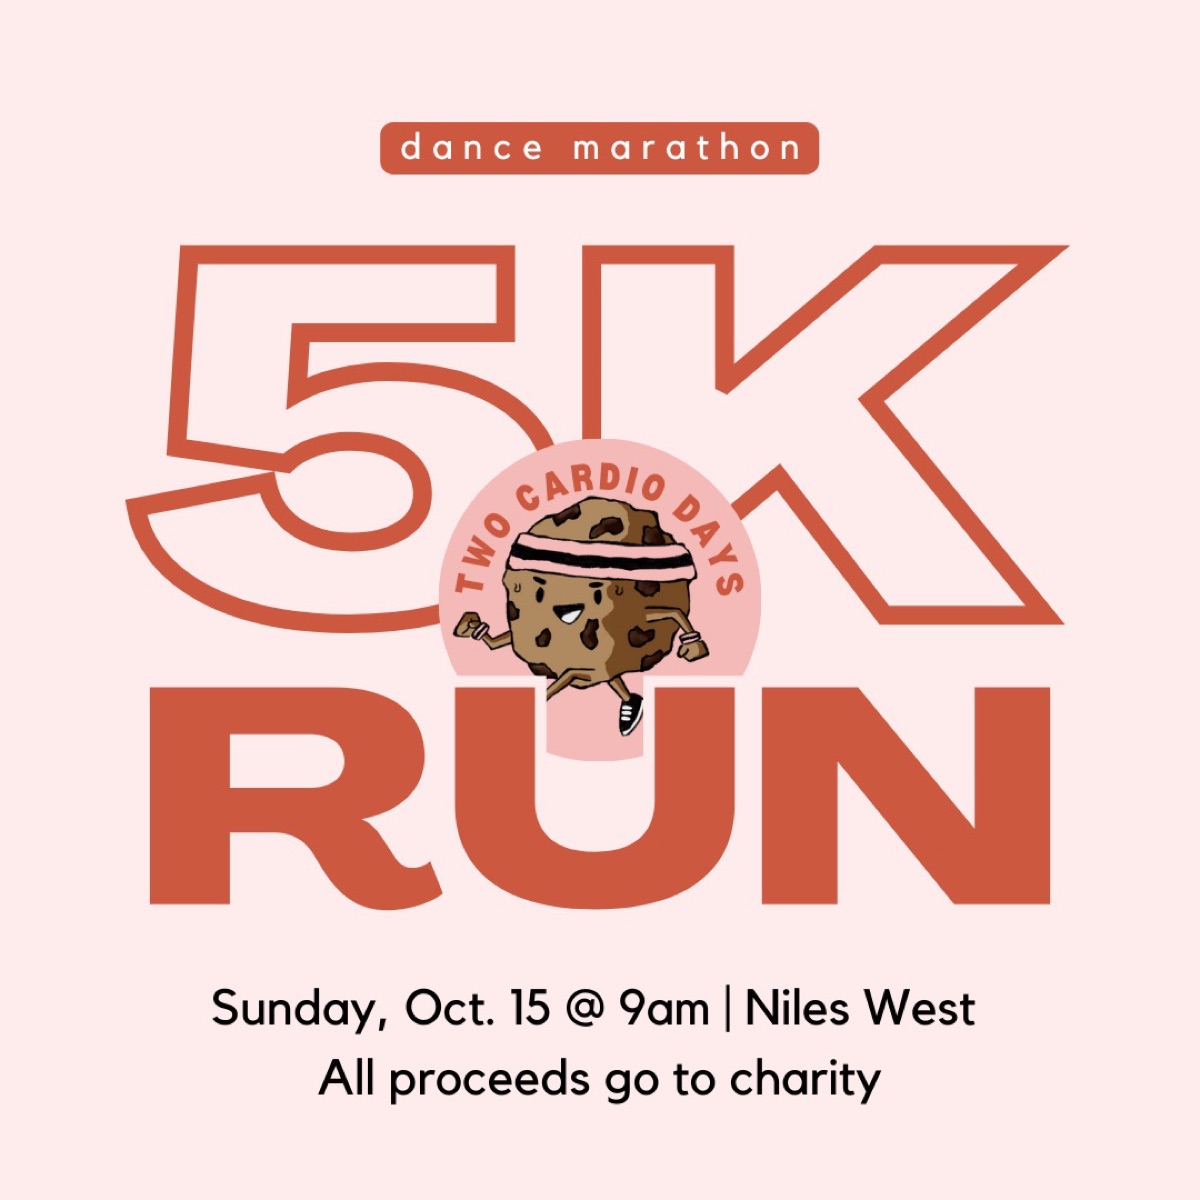 dance marathon
5K
TWO CARDIO DAYS
RUN
Sunday, Oct. 15 @ 9am | Niles West
All proceeds go to charity